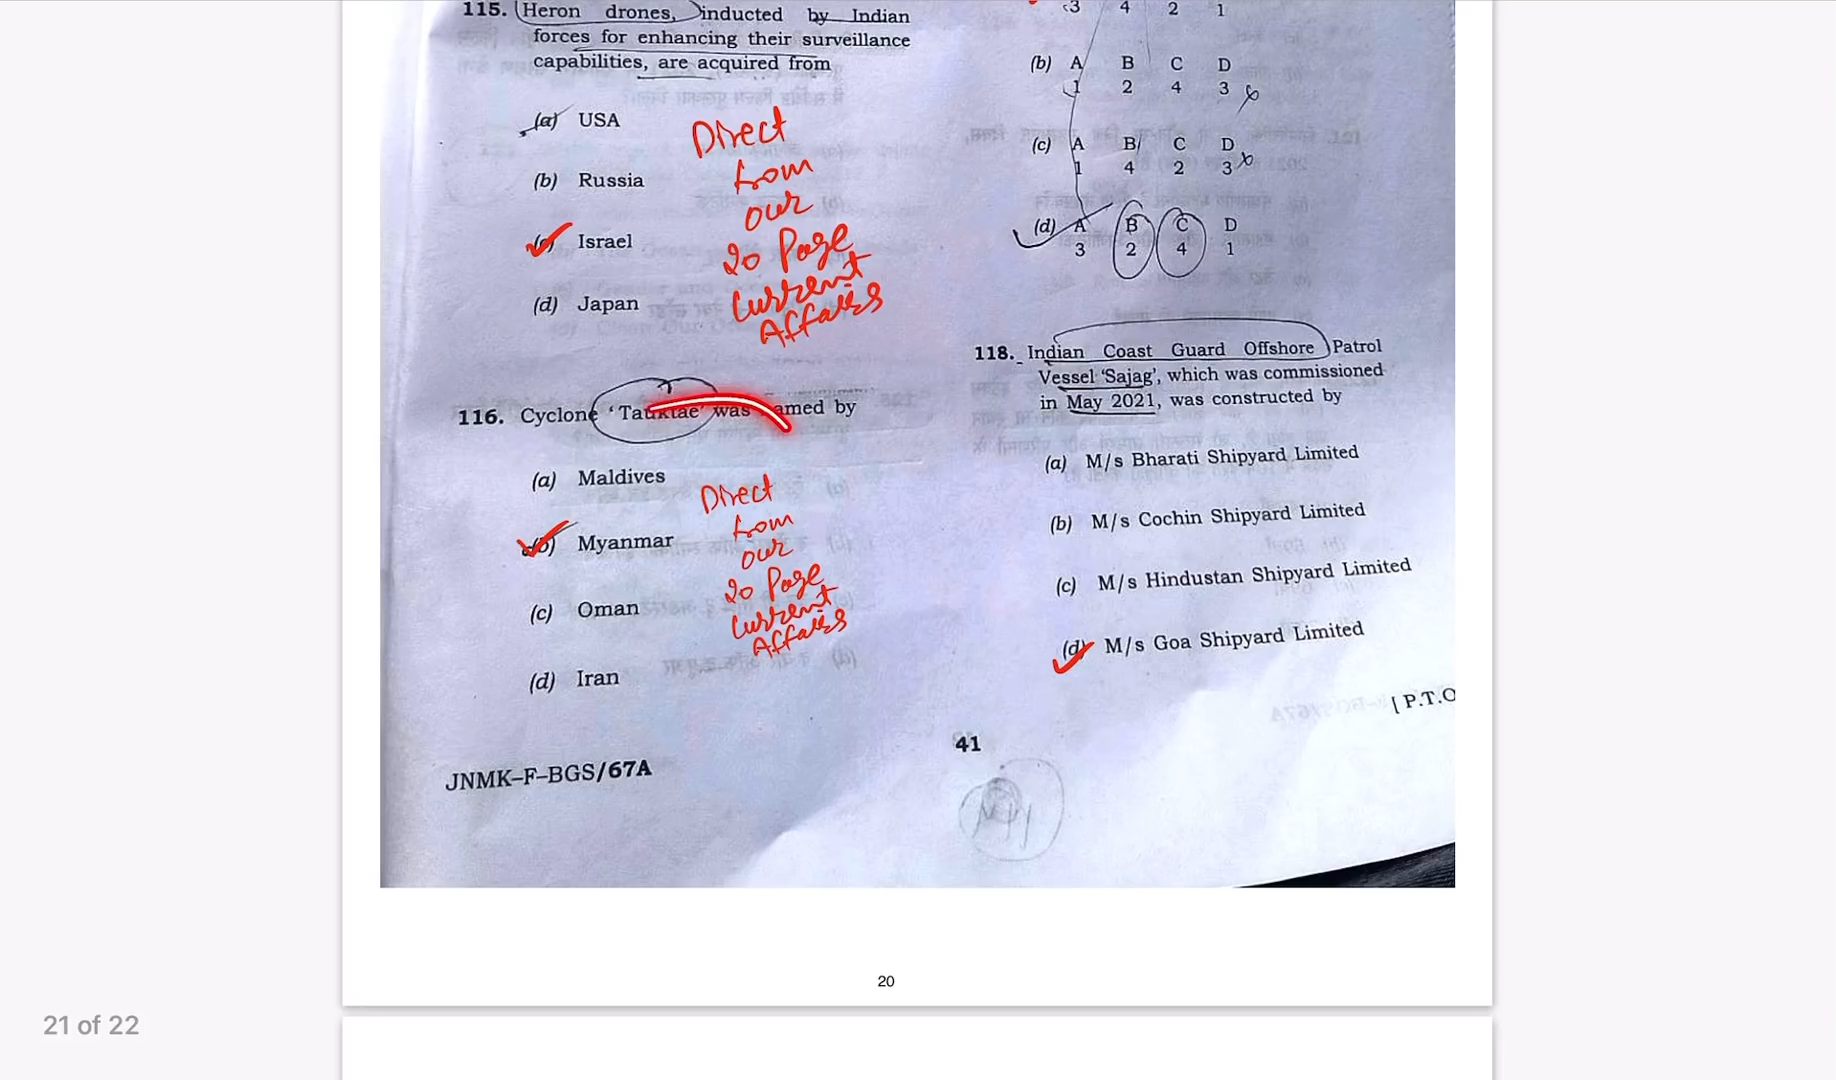 115. Heron drones, inducted by Indian
forces for enhancing their surveillance
capabilities, are acquired from
(a) USA
(b) Russia
(c) Israel
(d) Japan
Direct
from
our
20 Page
Current
Affairs
116. Cyclone 'Tauktae' was named by
(a) Maldives
(b) Myanmar
(c) Oman
(d) Iran
Direct
from
our
20 Page
Current
Affairs
JNMK-F-BGS/67A
3 4 2 1
(b) A B C D
1 2 4 3
(c) A B C D
1 4 2 3
(d) A B C D
3 2 4 1
118. Indian Coast Guard Offshore Patrol
Vessel 'Sajag', which was commissioned
in May 2021, was constructed by
(a) M/s Bharati Shipyard Limited
(b) M/s Cochin Shipyard Limited
(c) M/s Hindustan Shipyard Limited
(d) M/s Goa Shipyard Limited
[ P.T.O
41
20
21 of 22